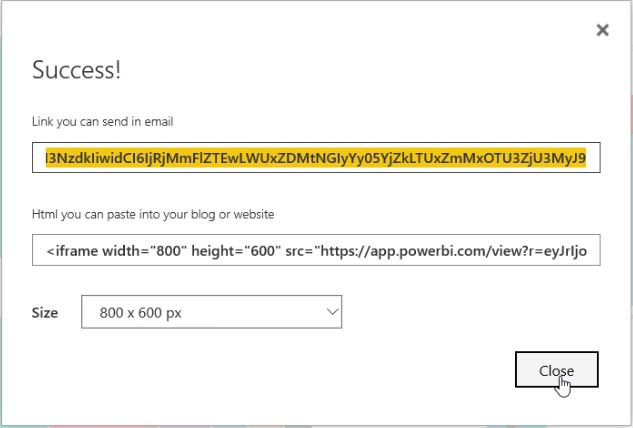 Success!
Link you can send in email
I3NzdkIiwidCI6IjRjMmFlZTEwLWUxZDMtNGIyYy05YjZkLTUxZmMxOTU3ZjU3MyJ9
Html you can paste into your blog or website
<iframe width="800" height="600" src="https://app.powerbi.com/view?r=eyJrIjo
Size
800 x 600 px
Close